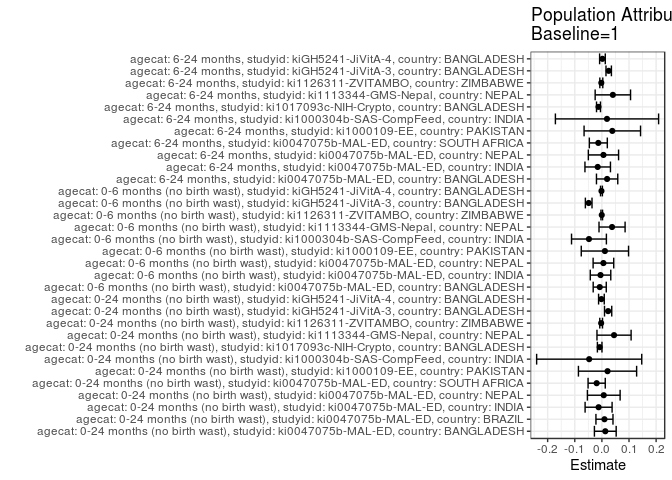 Population Attribu
Baseline=1
agecat: 6-24 months, studyid: kiGH5241-JiVitA-4, country: BANGLADESH
agecat: 6-24 months, studyid: kiGH5241-JiVitA-3, country: BANGLADESH
agecat: 6-24 months, studyid: ki1126311-ZVITAMBO, country: ZIMBABWE
agecat: 6-24 months, studyid: ki1113344-GMS-Nepal, country: NEPAL
agecat: 6-24 months, studyid: ki1017093c-NIH-Crypto, country: BANGLADESH
agecat: 6-24 months, studyid: ki1000304b-SAS-CompFeed, country: INDIA
agecat: 6-24 months, studyid: ki1000109-EE, country: PAKISTAN
agecat: 6-24 months, studyid: ki0047075b-MAL-ED, country: SOUTH AFRICA
agecat: 6-24 months, studyid: ki0047075b-MAL-ED, country: NEPAL
agecat: 6-24 months, studyid: ki0047075b-MAL-ED, country: INDIA
agecat: 6-24 months, studyid: ki0047075b-MAL-ED, country: BANGLADESH
agecat: 0-6 months (no birth wast), studyid: kiGH5241-JiVitA-4, country: BANGLADESH
agecat: 0-6 months (no birth wast), studyid: kiGH5241-JiVitA-3, country: BANGLADESH
agecat: 0-6 months (no birth wast), studyid: ki1126311-ZVITAMBO, country: ZIMBABWE
agecat: 0-6 months (no birth wast), studyid: ki1113344-GMS-Nepal, country: NEPAL
agecat: 0-6 months (no birth wast), studyid: ki1000304b-SAS-CompFeed, country: INDIA
agecat: 0-6 months (no birth wast), studyid: ki1000109-EE, country: PAKISTAN
agecat: 0-6 months (no birth wast), studyid: ki0047075b-MAL-ED, country: NEPAL
agecat: 0-6 months (no birth wast), studyid: ki0047075b-MAL-ED, country: INDIA
agecat: 0-6 months (no birth wast), studyid: ki0047075b-MAL-ED, country: BANGLADESH
agecat: 0-24 months (no birth wast), studyid: kiGH5241-JiVitA-4, country: BANGLADESH
agecat: 0-24 months (no birth wast), studyid: kiGH5241-JiVitA-3, country: BANGLADESH
agecat: 0-24 months (no birth wast), studyid: ki1126311-ZVITAMBO, country: ZIMBABWE
agecat: 0-24 months (no birth wast), studyid: ki1113344-GMS-Nepal, country: NEPAL
agecat: 0-24 months (no birth wast), studyid: ki1017093c-NIH-Crypto, country: BANGLADESH
agecat: 0-24 months (no birth wast), studyid: ki1000304b-SAS-CompFeed, country: INDIA
agecat: 0-24 months (no birth wast), studyid: ki1000109-EE, country: PAKISTAN
agecat: 0-24 months (no birth wast), studyid: ki0047075b-MAL-ED, country: SOUTH AFRICA
agecat: 0-24 months (no birth wast), studyid: ki0047075b-MAL-ED, country: NEPAL
agecat: 0-24 months (no birth wast), studyid: ki0047075b-MAL-ED, country: INDIA
agecat: 0-24 months (no birth wast), studyid: ki0047075b-MAL-ED, country: BRAZIL
agecat: 0-24 months (no birth wast), studyid: ki0047075b-MAL-ED, country: BANGLADESH
-0.2 -0.1 0.0 0.1 0.2
Estimate